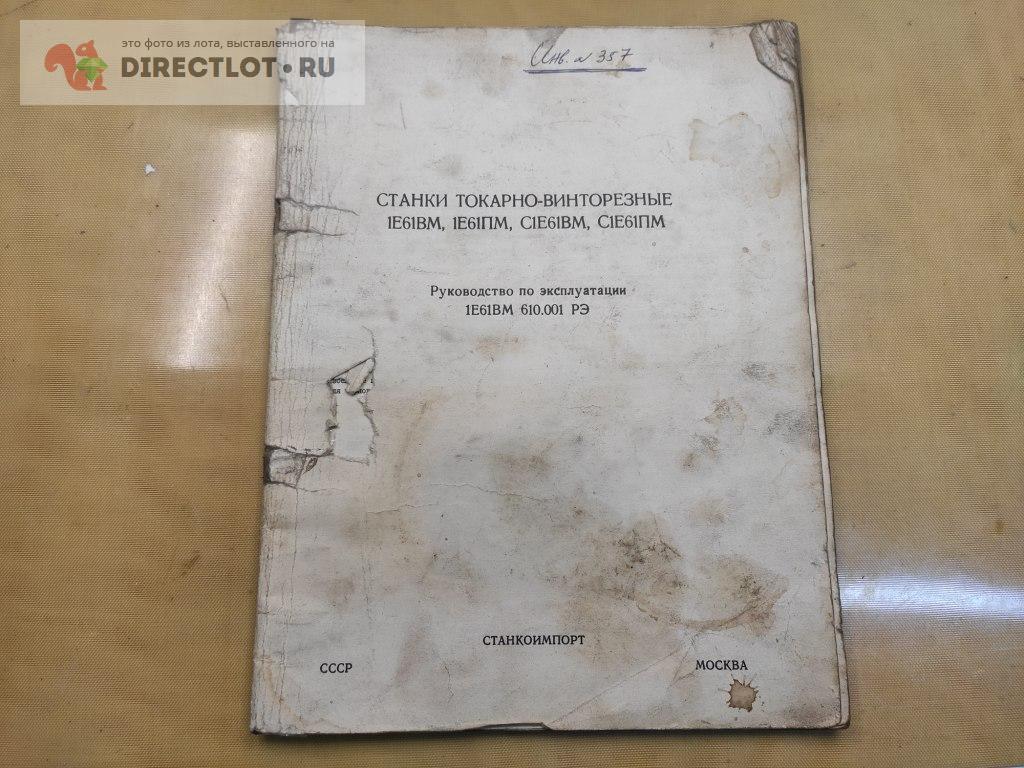 это фото из лота, выставленного на
DIRECTLOT.RU
Инв. № 357
СТАНКИ ТОКАРНО-ВИНТОРЕЗНЫЕ
1Е61ВМ, 1Е61ПМ, С1Е61ВМ, С1Е61ПМ
Руководство по эксплуатации
1Е61ВМ 610.001 РЭ
СТАНКОИМПОРТ
СССР
МОСКВА